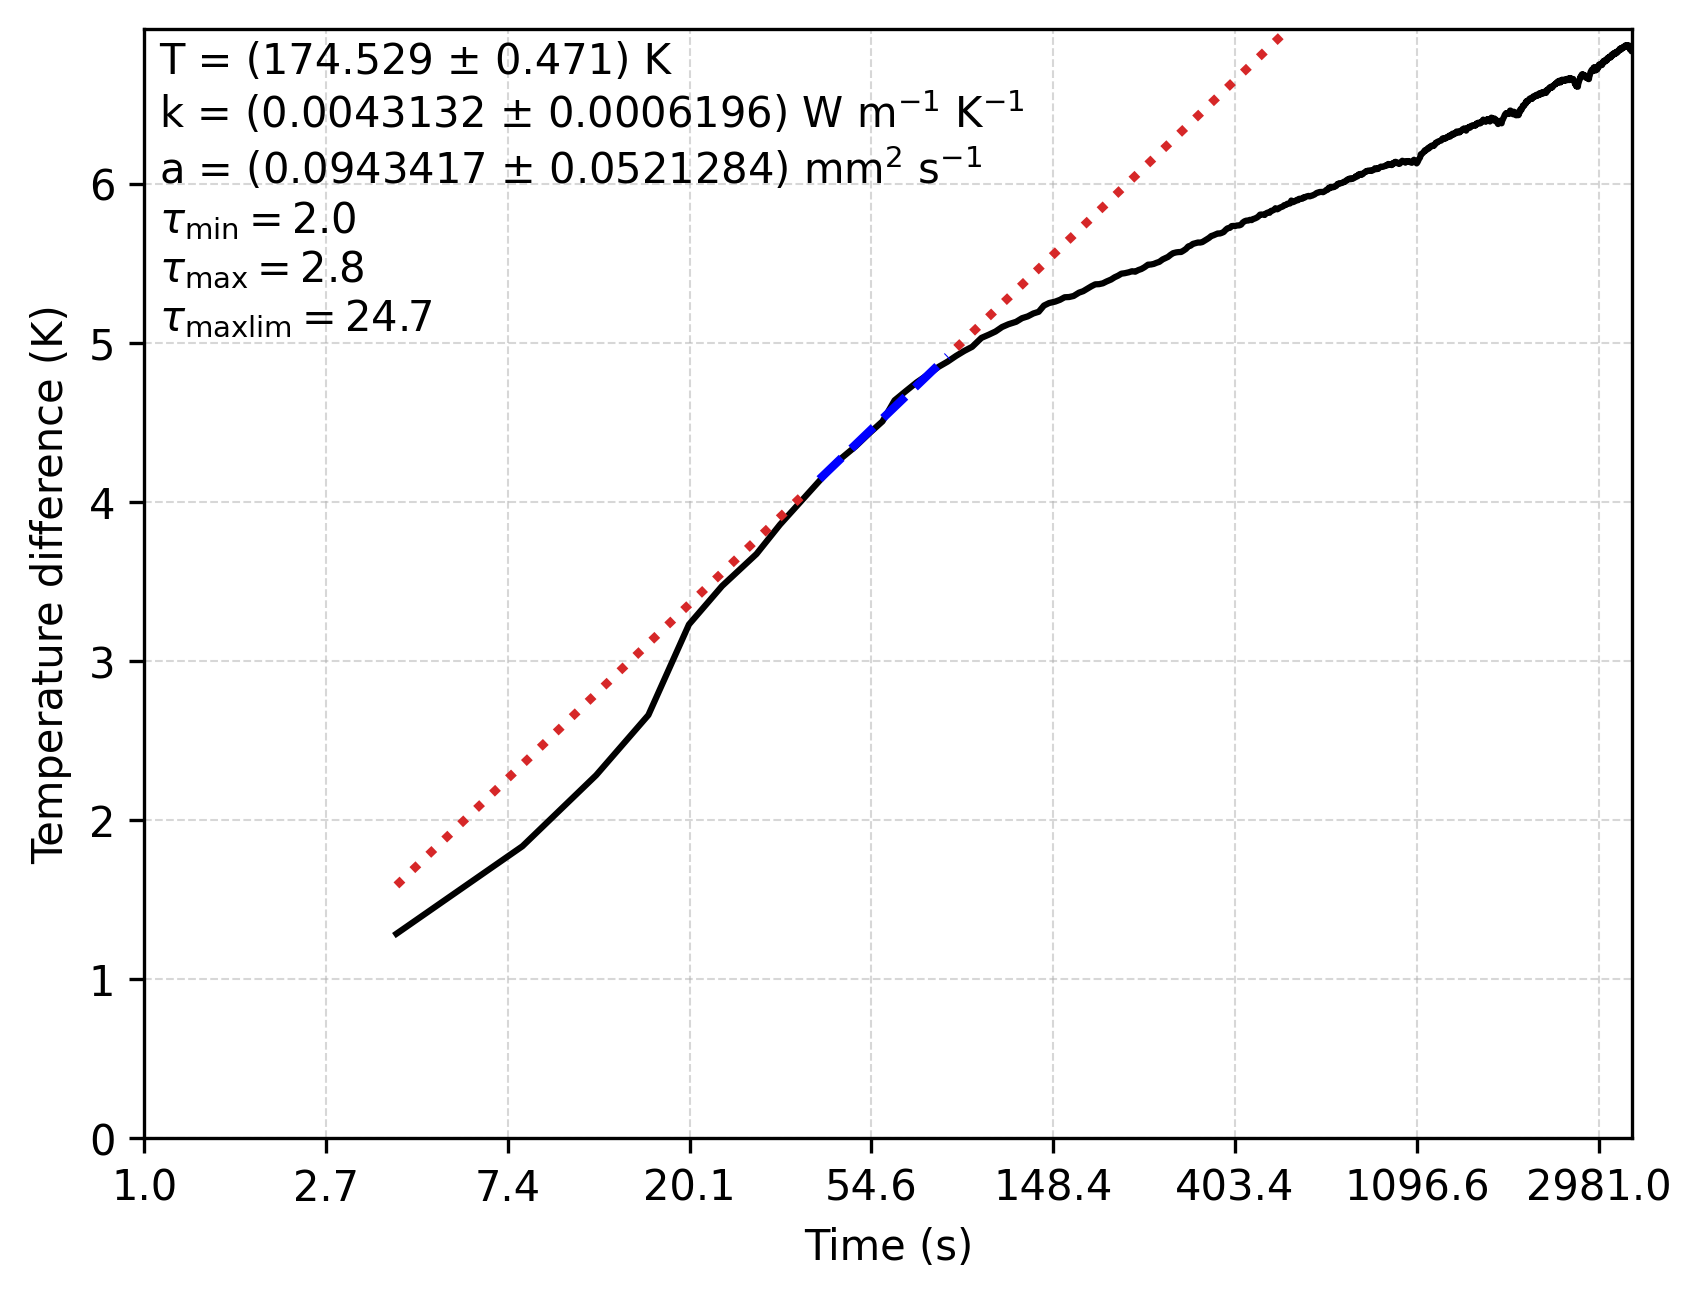 T = (174.529 ± 0.471) K
k = (0.0043132 ± 0.0006196) W m⁻¹ K⁻¹
a = (0.0943417 ± 0.0521284) mm² s⁻¹
τmin = 2.0
τmax = 2.8
τmaxlim = 24.7
Temperature difference (K)
6
5
4
3
2
1
0
1.0 2.7 7.4 20.1 54.6 148.4 403.4 1096.6 2981.0
Time (s)